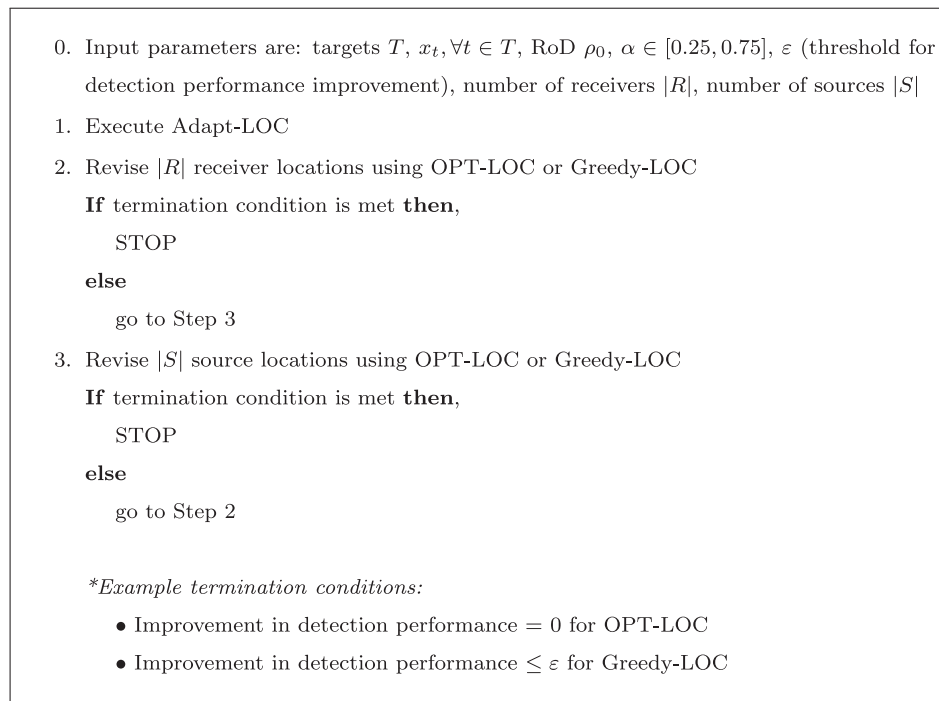 0. Input parameters are: targets T, x_t, ∀t ∈ T, RoD ρ_0, α ∈ [0.25, 0.75], ε (threshold for
detection performance improvement), number of receivers |R|, number of sources |S|
1. Execute Adapt-LOC
2. Revise |R| receiver locations using OPT-LOC or Greedy-LOC
If termination condition is met then,
STOP
else
go to Step 3
3. Revise |S| source locations using OPT-LOC or Greedy-LOC
If termination condition is met then,
STOP
else
go to Step 2
*Example termination conditions:
• Improvement in detection performance = 0 for OPT-LOC
• Improvement in detection performance ≤ ε for Greedy-LOC